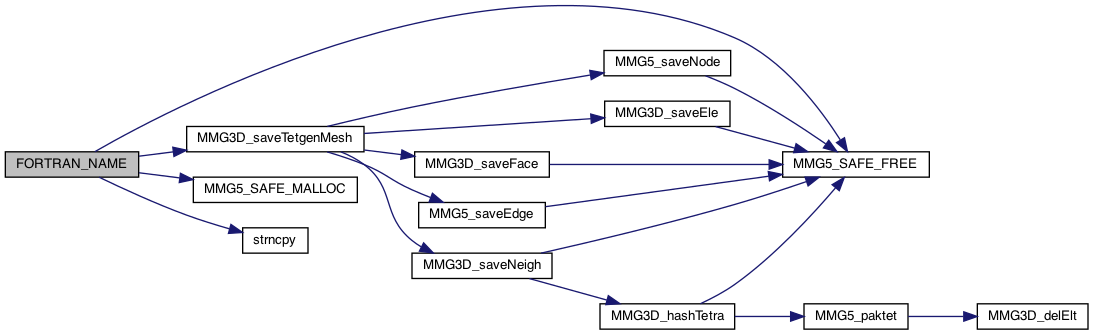 FORTRAN_NAME
MMG3D_saveTetgenMesh
MMG5_SAFE_MALLOC
strncpy
MMG5_saveNode
MMG3D_saveEle
MMG3D_saveFace
MMG5_saveEdge
MMG3D_saveNeigh
MMG5_SAFE_FREE
MMG3D_hashTetra
MMG5_paktet
MMG3D_delElt